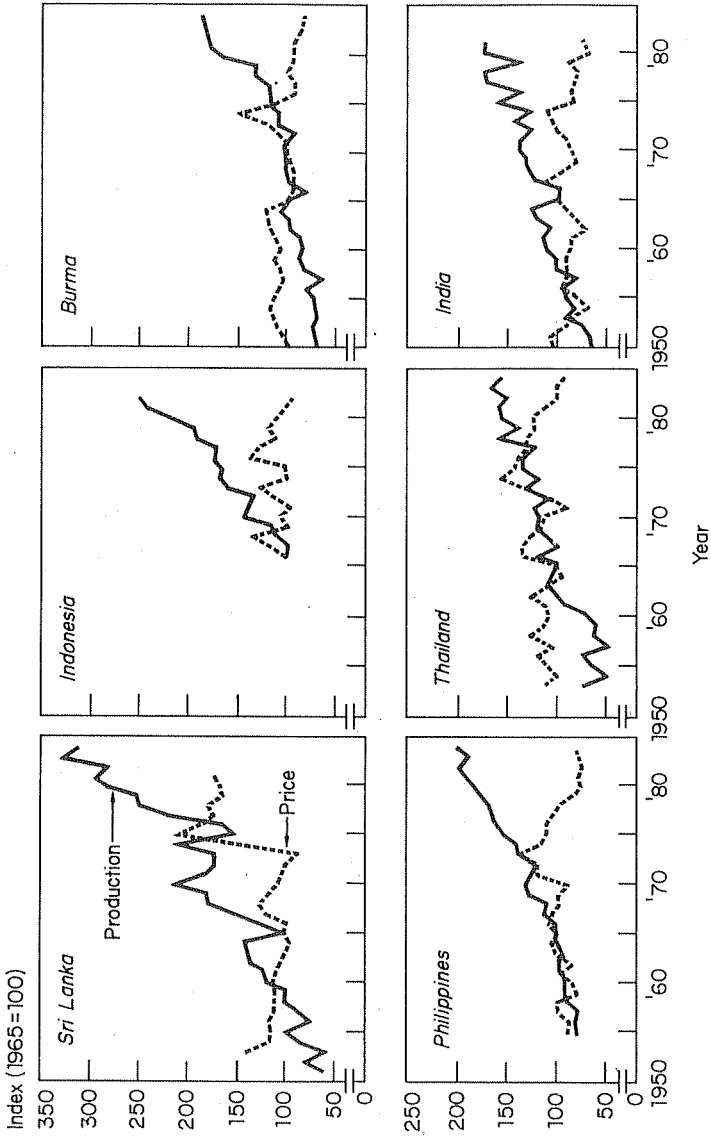 Index (1965=100)
350
300
250
200
150
100
50
0
Sri Lanka
Production
Price
Indonesia
Burma
250
200
150
100
50
0
Philippines
Thailand
India
1950
'60
'70
'80
1950
'60
'70
'80
1950
'60
'70
'80
Year